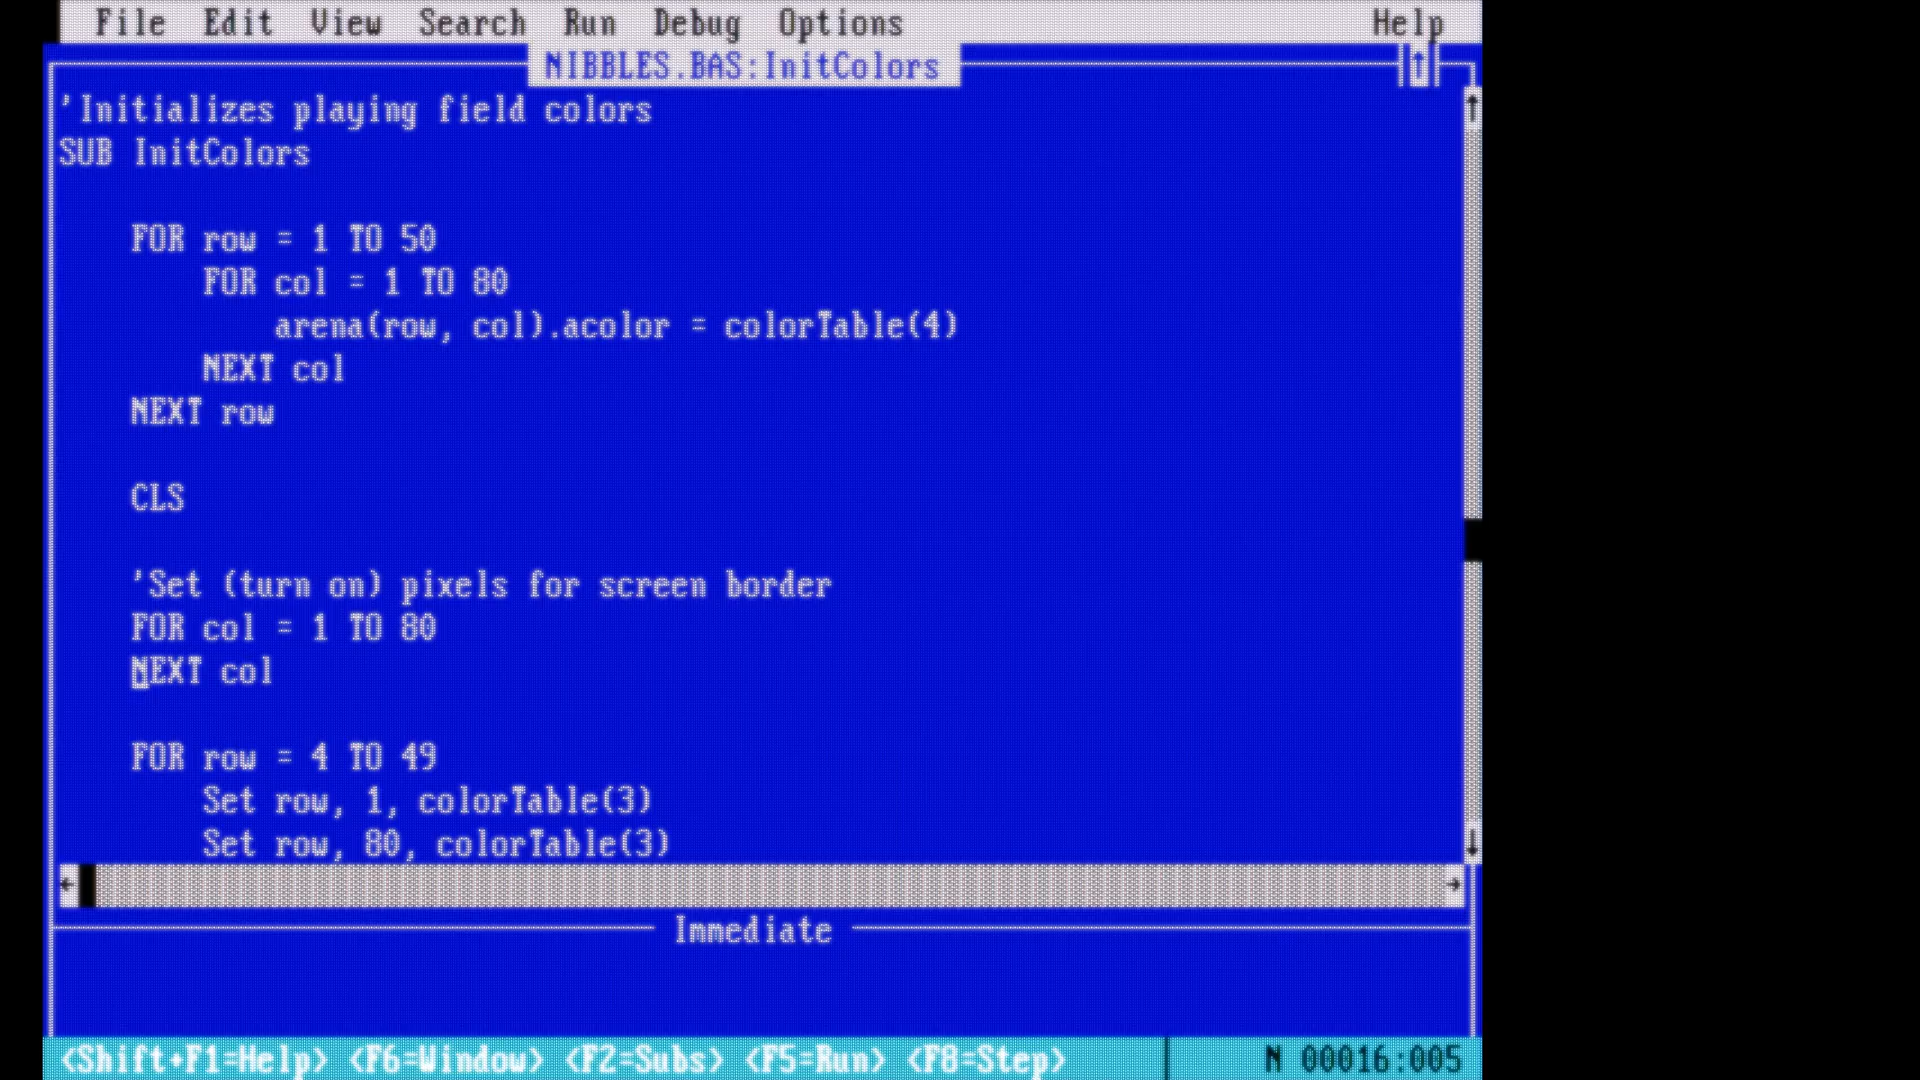 File Edit View Search Run Debug Options Help
NIBBLES.BAS:InitColors
↑
'Initializes playing field colors
SUB InitColors
FOR row = 1 TO 50
FOR col = 1 TO 80
arena(row, col).acolor = colorTable(4)
NEXT col
NEXT row
CLS
'Set (turn on) pixels for screen border
FOR col = 1 TO 80
NEXT col
FOR row = 4 TO 49
Set row, 1, colorTable(3)
Set row, 80, colorTable(3)
Immediate
<Shift+F1=Help> <F6=Window> <F2=Subs> <F5=Run> <F8=Step> N 00016:005